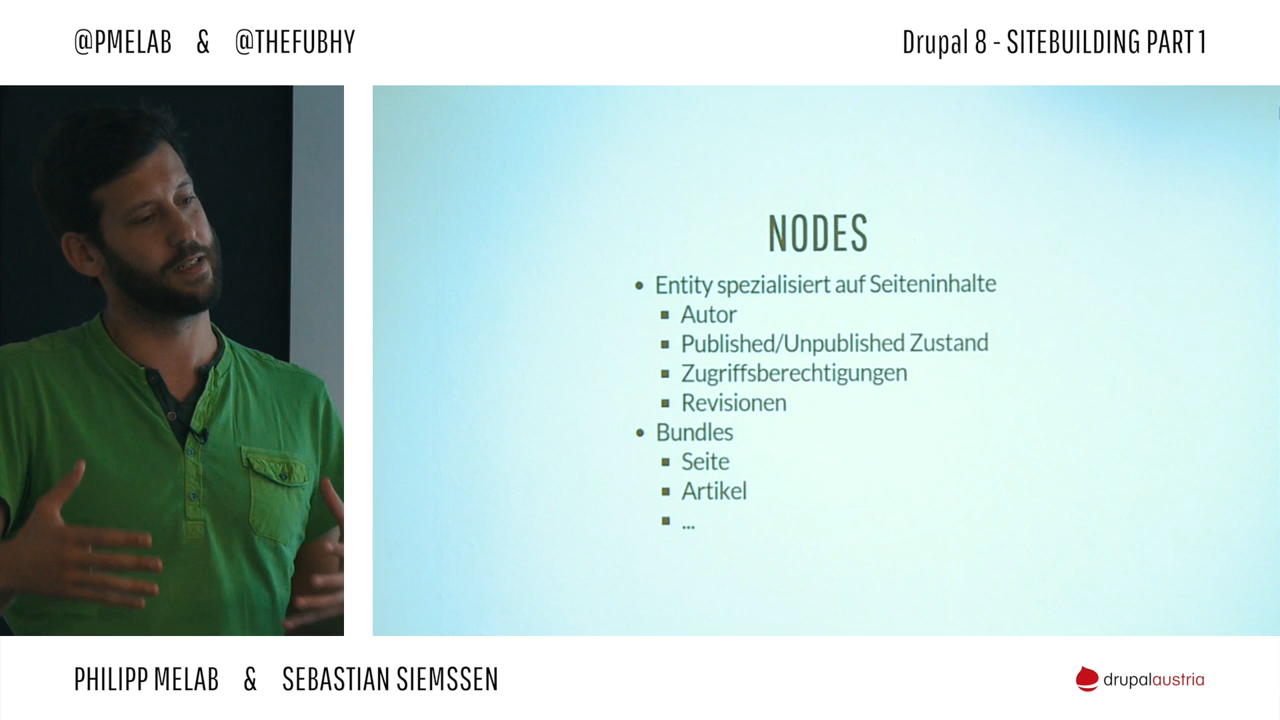 @PMELAB & @THEFUBHY
Drupal 8 - SITEBUILDING PART 1
NODES
• Entity spezialisiert auf Seiteninhalte
▪ Autor
▪ Published/Unpublished Zustand
▪ Zugriffsberechtigungen
▪ Revisionen
• Bundles
▪ Seite
▪ Artikel
▪ ...
PHILIPP MELAB & SEBASTIAN SIEMSSEN
drupalaustria